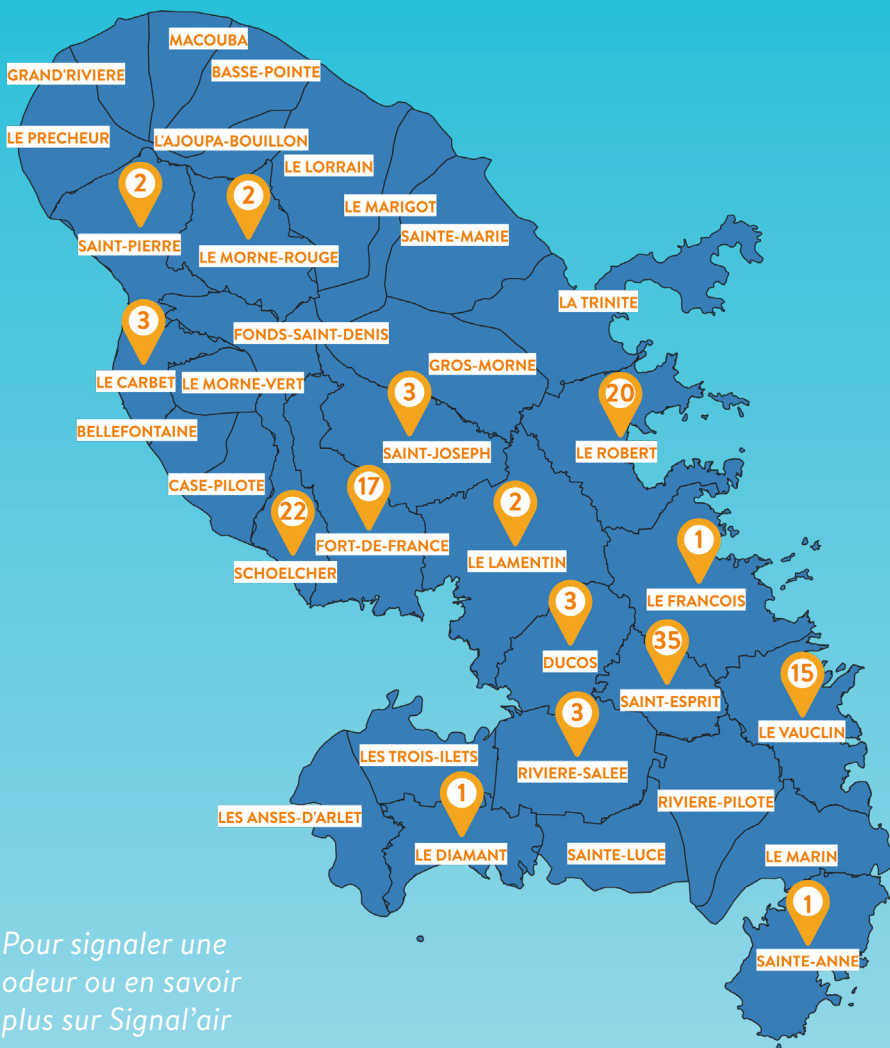 MACOUBA
GRAND'RIVIERE
BASSE-POINTE
LE PRECHEUR
L'AJOUPA-BOUILLON
LE LORRAIN
2
2
LE MARIGOT
SAINT-PIERRE
SAINTE-MARIE
LE MORNE-ROUGE
LA TRINITE
3
FONDS-SAINT-DENIS
GROS-MORNE
LE CARBET
LE MORNE-VERT
3
20
BELLEFONTAINE
SAINT-JOSEPH
LE ROBERT
CASE-PILOTE
17
2
22
FORT-DE-FRANCE
1
LE LAMENTIN
SCHOELCHER
3
LE FRANCOIS
35
DUCOS
15
SAINT-ESPRIT
3
LE VAUCLIN
LES TROIS-ILETS
RIVIERE-SALEE
1
RIVIERE-PILOTE
LES ANSES-D'ARLET
LE DIAMANT
SAINTE-LUCE
LE MARIN
1
SAINTE-ANNE
Pour signaler une
odeur ou en savoir
plus sur Signal'air